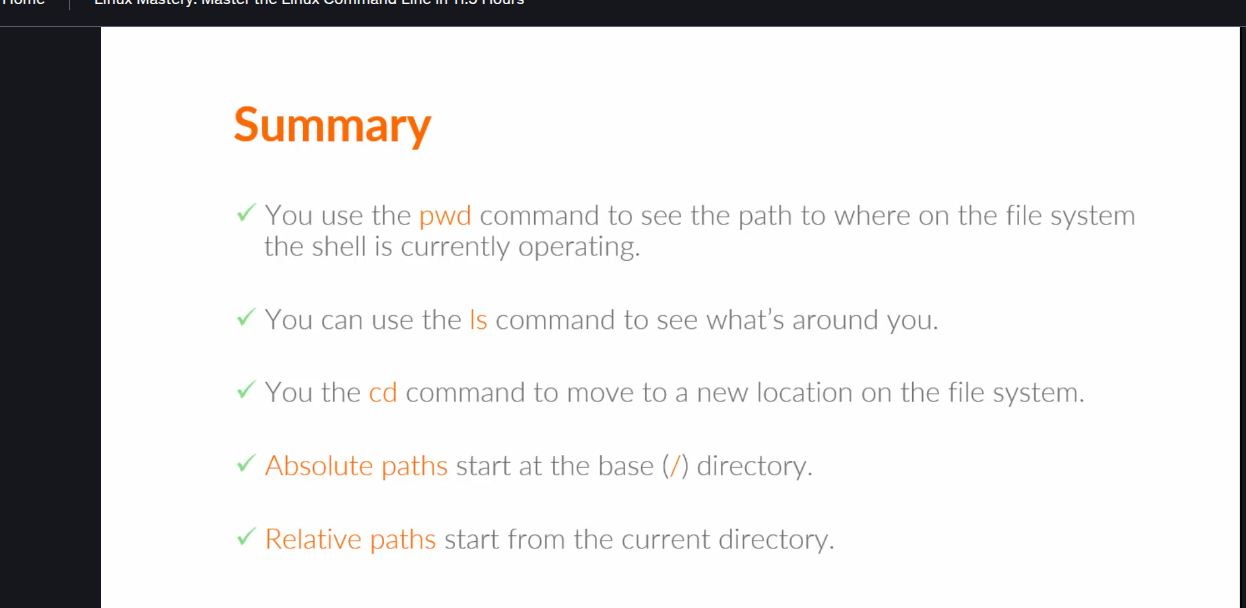 Home
Linux Mastery: Master the Linux Command Line in 11.5 Hours
Summary
✓ You use the pwd command to see the path to where on the file system
the shell is currently operating.
✓ You can use the ls command to see what's around you.
✓ You the cd command to move to a new location on the file system.
✓ Absolute paths start at the base (/) directory.
✓ Relative paths start from the current directory.